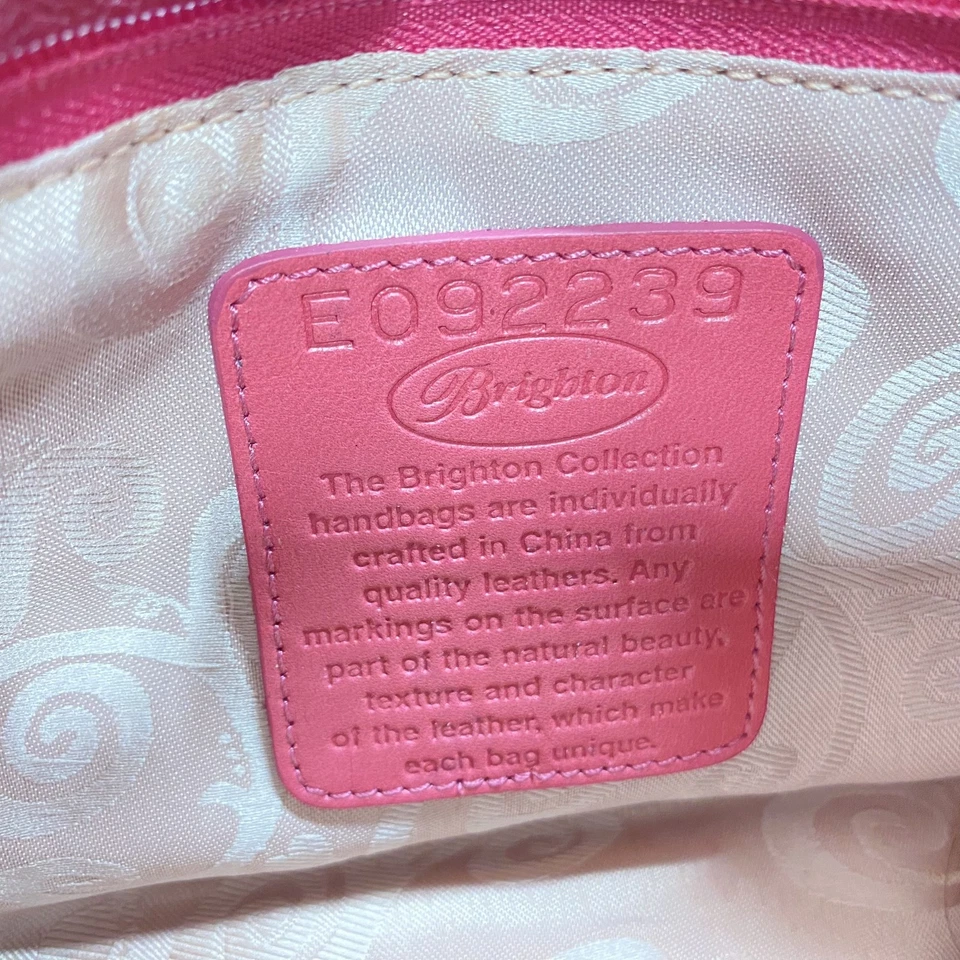 E092239
Brighton
The Brighton Collection
handbags are individually
crafted in China from
quality leathers. Any
markings on the surface are
part of the natural beauty,
texture and character
of the leather, which make
each bag unique.